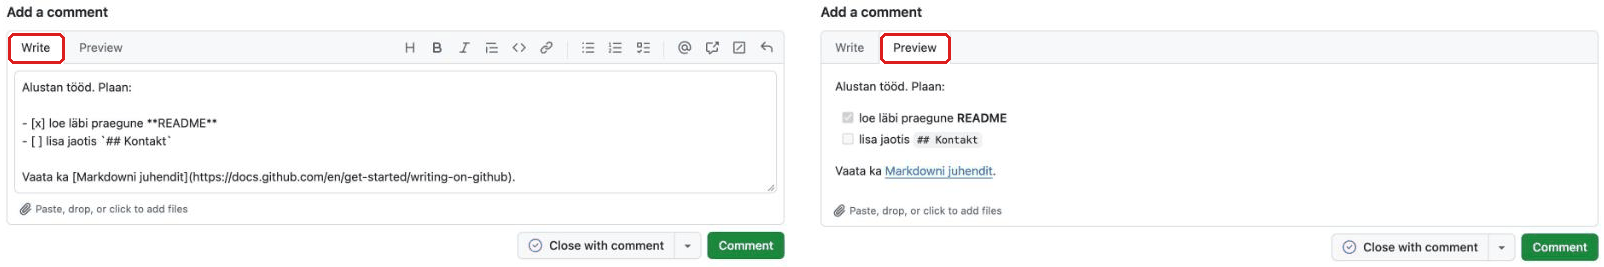 Add a comment
Write Preview
Alustan tööd. Plaan:
- [x] loe läbi praegune **README**
- [ ] lisa jaotis `## Kontakt`
Vaata ka [Markdowni juhendit](https://docs.github.com/en/get-started/writing-on-github).
Paste, drop, or click to add files
Close with comment Comment
Add a comment
Write Preview
Alustan tööd. Plaan:
loe läbi praegune README
lisa jaotis ## Kontakt
Vaata ka Markdowni juhendit.
Paste, drop, or click to add files
Close with comment Comment